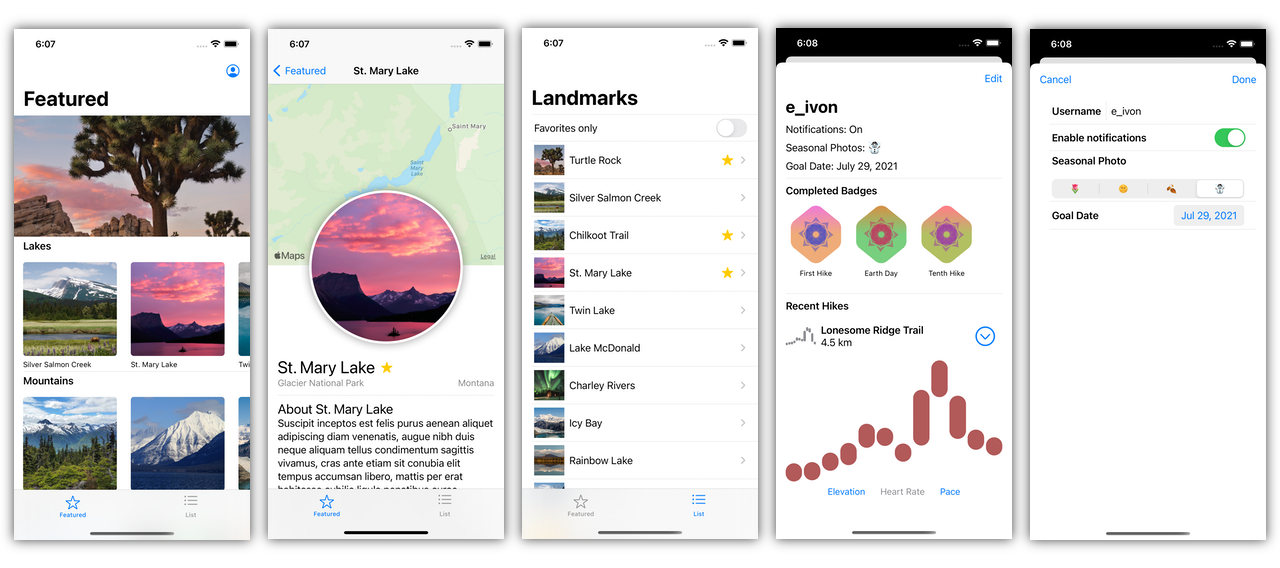 6:07
Featured
Lakes
Silver Salmon Creek
St. Mary Lake
Twi
Mountains
Featured
List
6:07
Featured
St. Mary Lake
Saint Mary
Saint
Mary
Lake
Maps
Legal
St. Mary Lake
Glacier National Park
Montana
About St. Mary Lake
Suscipit inceptos est felis purus aenean aliquet
adipiscing diam venenatis, augue nibh duis
neque aliquam tellus condimentum sagittis
vivamus, cras ante etiam sit conubia elit
tempus accumsan libero, mattis per erat
Featured
List
6:07
Landmarks
Favorites only
Turtle Rock
Silver Salmon Creek
Chilkoot Trail
St. Mary Lake
Twin Lake
Lake McDonald
Charley Rivers
Icy Bay
Rainbow Lake
Featured
List
6:08
Edit
e_ivon
Notifications: On
Seasonal Photos: ☃️
Goal Date: July 29, 2021
Completed Badges
First Hike
Earth Day
Tenth Hike
Recent Hikes
Lonesome Ridge Trail
4.5 km
Elevation
Heart Rate
Pace
6:08
Cancel
Done
Username
e_ivon
Enable notifications
Seasonal Photo
Goal Date
Jul 29, 2021